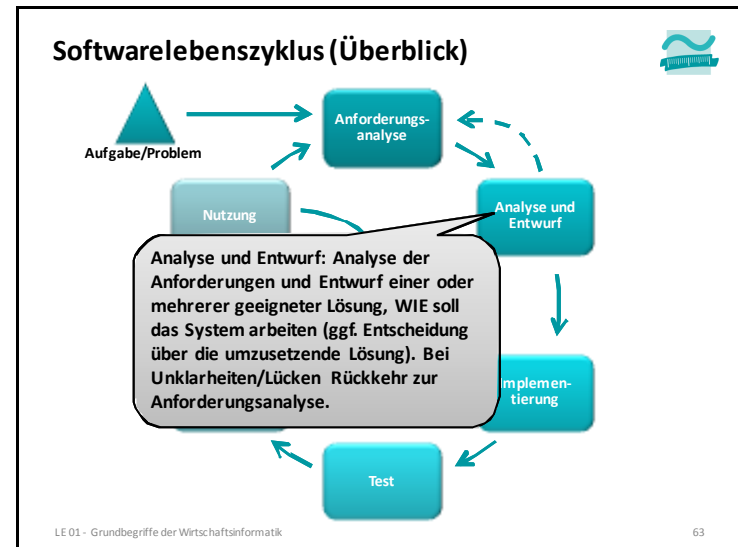 Softwarelebenszyklus (Überblick)
Aufgabe/Problem
Anforderungs-
analyse
Nutzung
Analyse und
Entwurf
Analyse und Entwurf: Analyse der
Anforderungen und Entwurf einer oder
mehrerer geeigneter Lösung, WIE soll
das System arbeiten (ggf. Entscheidung
über die umzusetzende Lösung). Bei
Unklarheiten/Lücken Rückkehr zur
Anforderungsanalyse.
Implemen-
tierung
Test
LE 01 - Grundbegriffe der Wirtschaftsinformatik
63